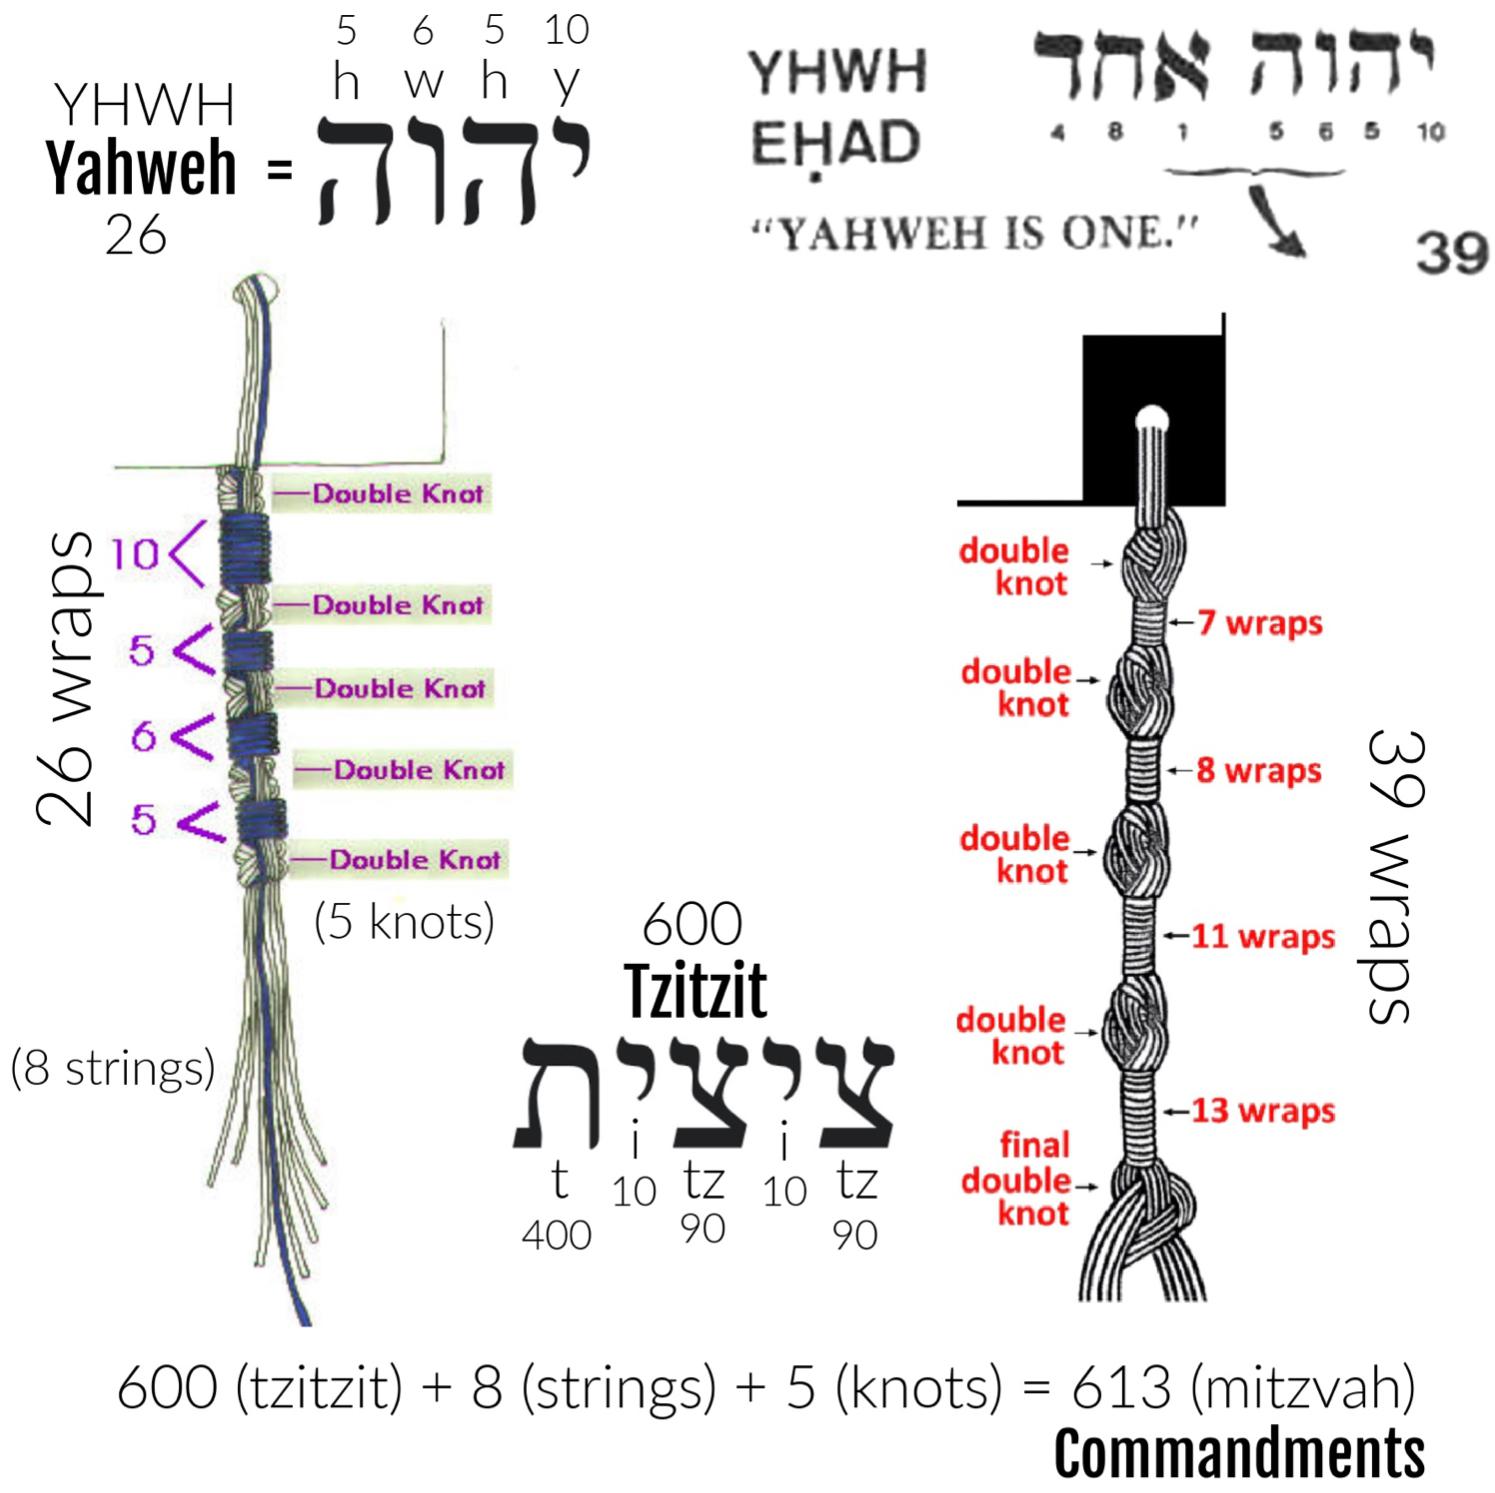 5 6 5 10
h w h y
YHWH
Yahweh = יהוה
26
YHWH יהוה אחד
EḤAD 4 8 1 5 6 5 10
“YAHWEH IS ONE.” 39
26 wraps
Double Knot
10
Double Knot
5
Double Knot
6
Double Knot
5
Double Knot
(5 knots)
(8 strings)
600
Tzitzit
ציצית
t i tz i tz
400 10 90 10 90
double
knot
7 wraps
double
knot
8 wraps
double
knot
11 wraps
double
knot
13 wraps
final
double
knot
39 wraps
600 (tzitzit) + 8 (strings) + 5 (knots) = 613 (mitzvah)
Commandments